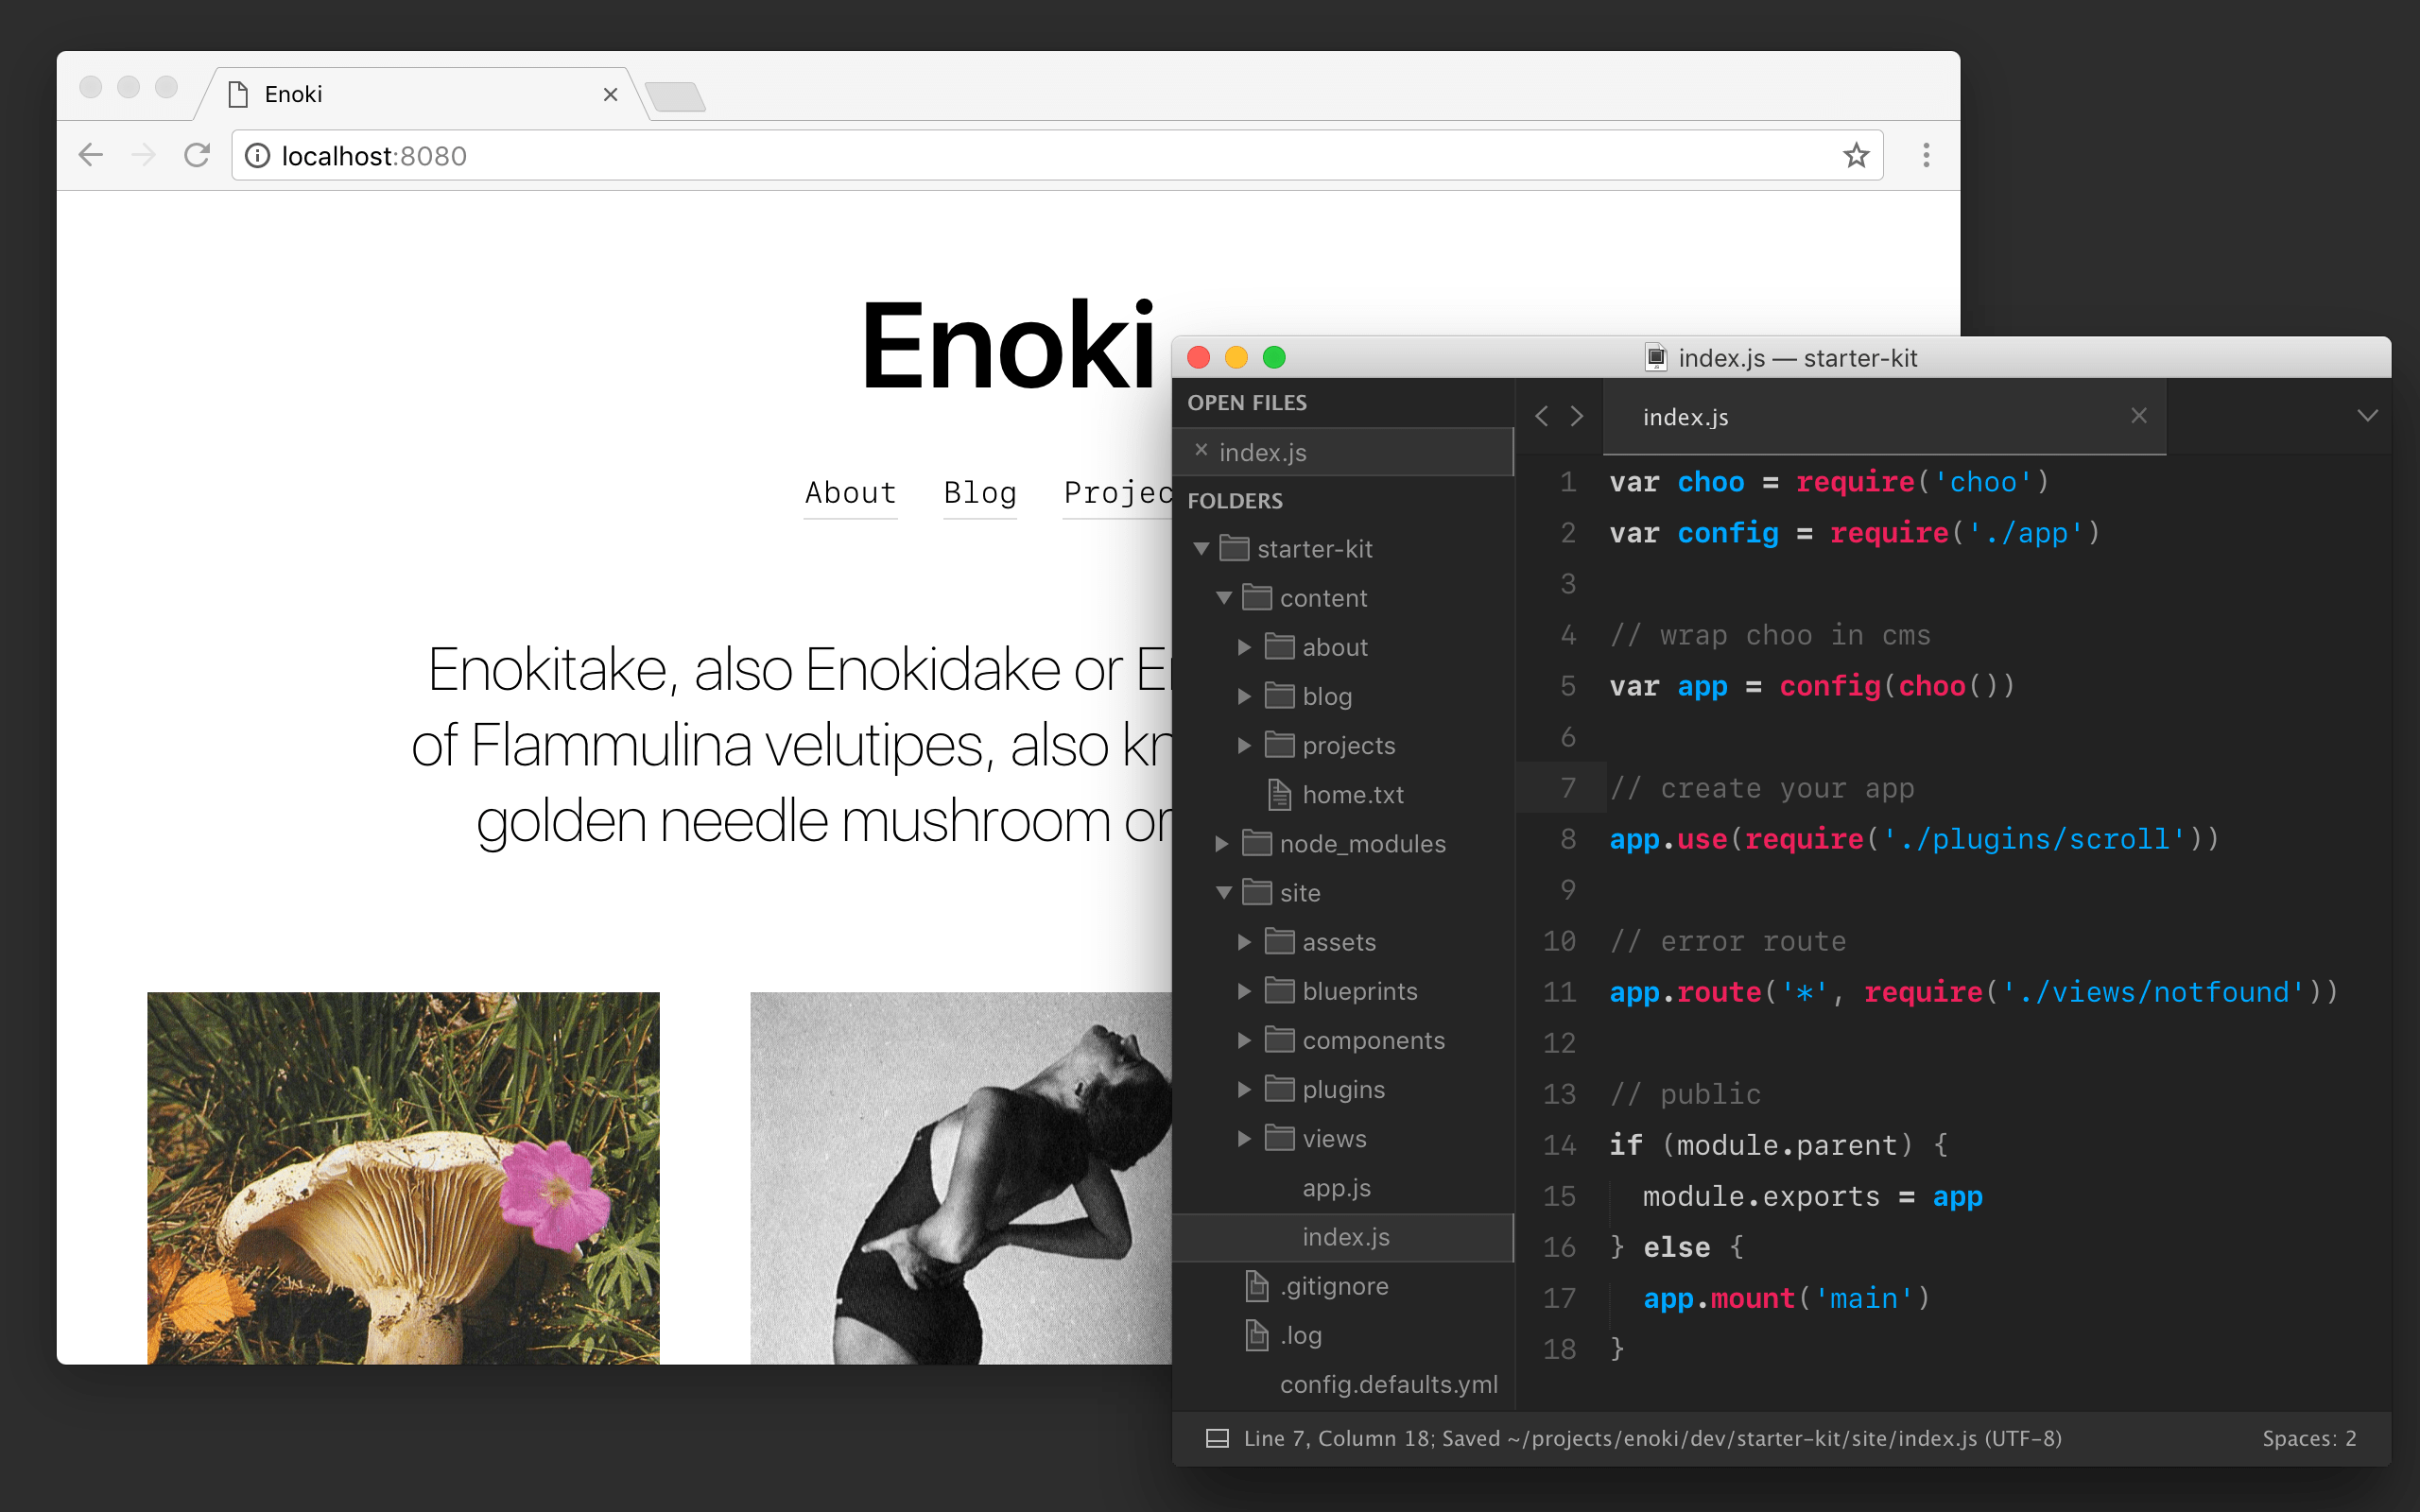 Enoki
localhost:8080
Enoki
About Blog
Enokitake, also Enokidake or
of Flammulina velutipes, also
golden needle mushroom or
index.js — starter-kit
OPEN FILES
index.js
FOLDERS
starter-kit
content
about
blog
projects
home.txt
node_modules
site
assets
blueprints
components
plugins
views
app.js
index.js
.gitignore
.log
config.defaults.yml
index.js
1 var choo = require('choo')
2 var config = require('./app')
3
4 // wrap choo in cms
5 var app = config(choo())
6
7 // create your app
8 app.use(require('./plugins/scroll'))
9
10 // error route
11 app.route('*', require('./views/notfound'))
12
13 // public
14 if (module.parent) {
15 module.exports = app
16 } else {
17 app.mount('main')
18 }
Line 7, Column 18; Saved ~/projects/enoki/dev/starter-kit/site/index.js (UTF-8)
Spaces: 2